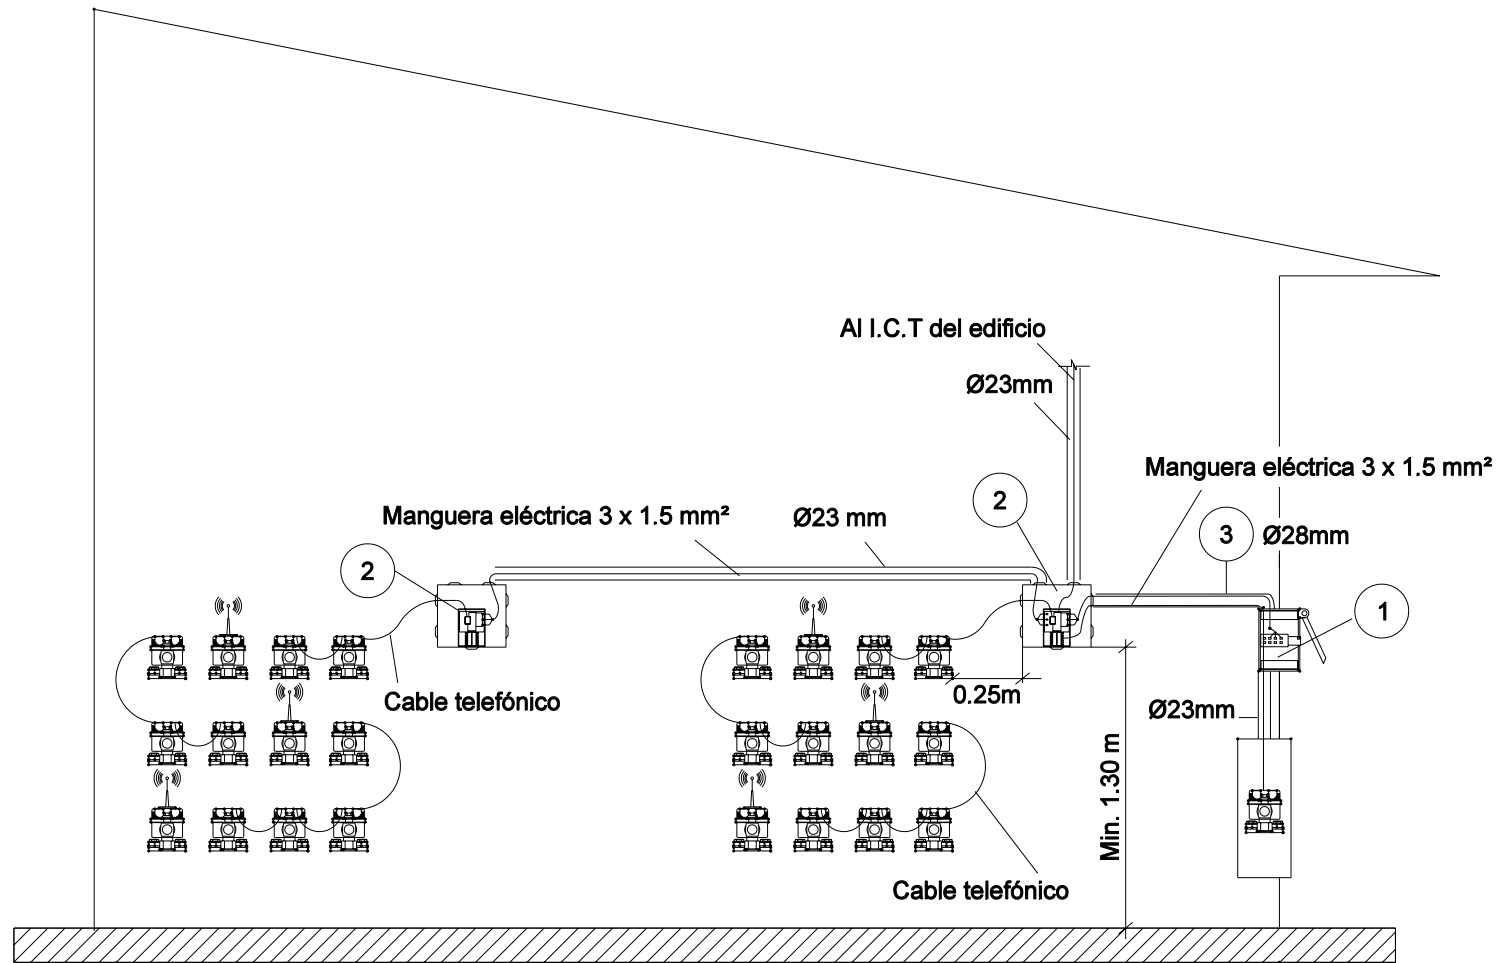 Al I.C.T del edificio
Ø23mm
Manguera eléctrica 3 x 1.5 mm²
2
Manguera eléctrica 3 x 1.5 mm²
Ø23 mm
3
Ø28mm
2
1
Cable telefónico
0.25m
Ø23mm
Min. 1.30 m
Cable telefónico